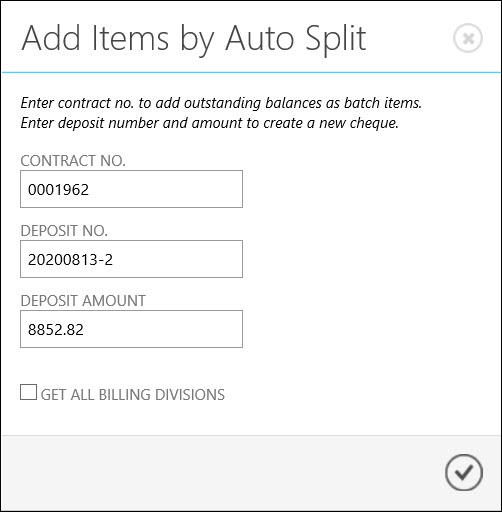 Add Items by Auto Split
Enter contract no. to add outstanding balances as batch items.
Enter deposit number and amount to create a new cheque.
CONTRACT NO.
0001962
DEPOSIT NO.
20200813-2
DEPOSIT AMOUNT
8852.82
GET ALL BILLING DIVISIONS